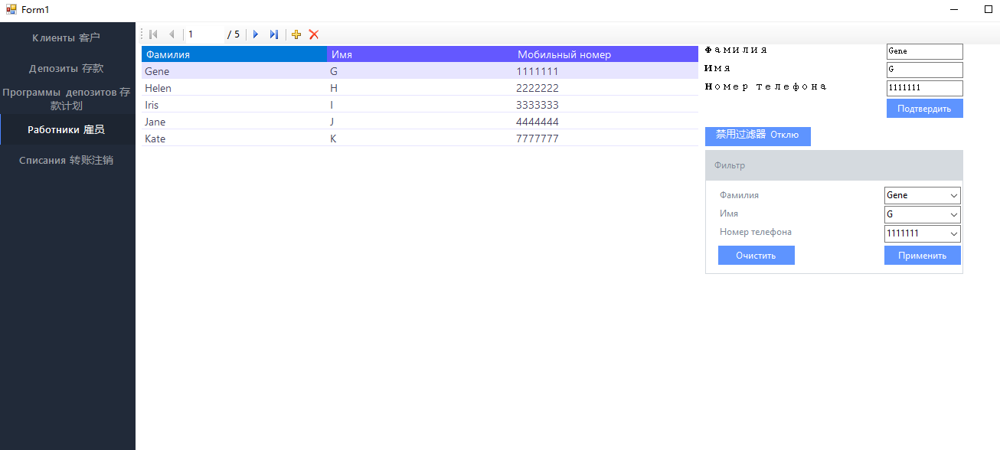 Form1
Клиенты 客户
Депозиты 存款
Программы депозитов 存
款计划
Работники 雇员
Списания 转账注销
1 / 5
Фамилия Имя Мобильный номер
Gene G 1111111
Helen H 2222222
Iris I 3333333
Jane J 4444444
Kate K 7777777
Фамилия Gene
Имя G
Номер телефона 1111111
Подтвердить
禁用过滤器 Отклю
Фильтр
Фамилия Gene
Имя G
Номер телефона 1111111
Очистить Применить